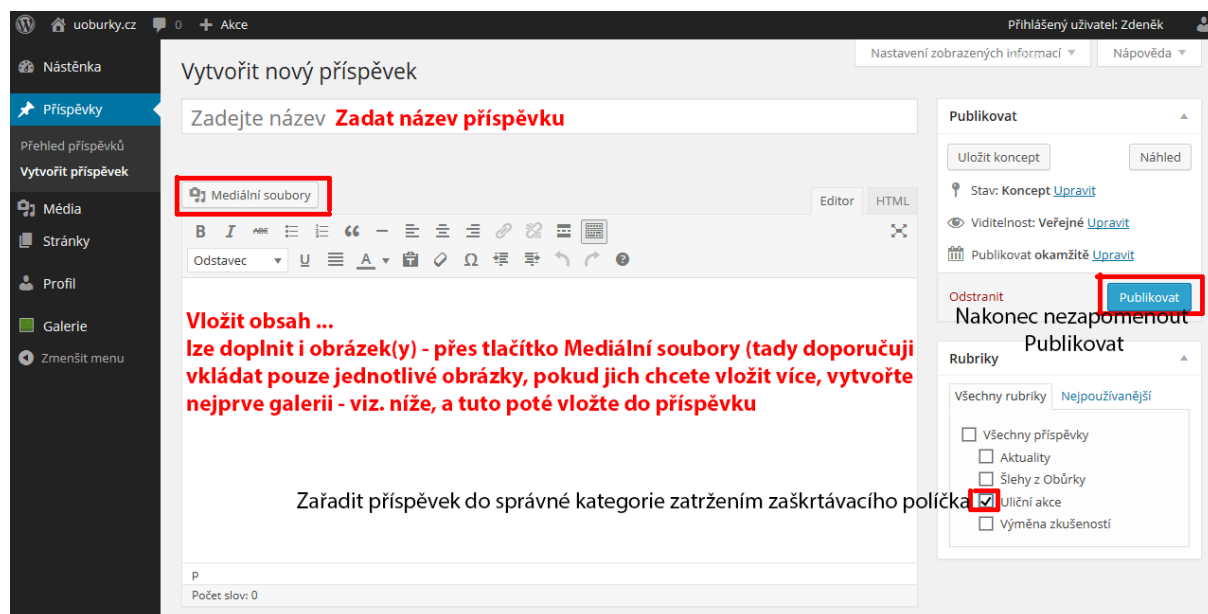 uoburky.cz 0 + Akce Přihlášený uživatel: Zdeněk
Nastavení zobrazených informací Nápověda
Nástěnka
Příspěvky
Přehled příspěvků
Vytvořit příspěvek
Média
Stránky
Profil
Galerie
Zmenšit menu
Vytvořit nový příspěvek
Zadejte název Zadat název příspěvku
Mediální soubory
Editor HTML
B I ABC
Odstavec U A Ω
Vložit obsah ...
lze doplnit i obrázek(y) - přes tlačítko Mediální soubory (tady doporučuji
vkládat pouze jednotlivé obrázky, pokud jich chcete vložit více, vytvořte
nejprve galerii - viz. níže, a tuto poté vložte do příspěvku
Zařadit příspěvek do správné kategorie zatržením zaškrtávacího políčka
p
Počet slov: 0
Publikovat
Uložit koncept Náhled
Stav: Koncept Upravit
Viditelnost: Veřejné Upravit
Publikovat okamžitě Upravit
Odstranit Publikovat
Nakonec nezapomenout
Publikovat
Rubriky
Všechny rubriky Nejpoužívanější
Všechny příspěvky
Aktuality
Šlehy z Obůrky
Uliční akce
Výměna zkušeností